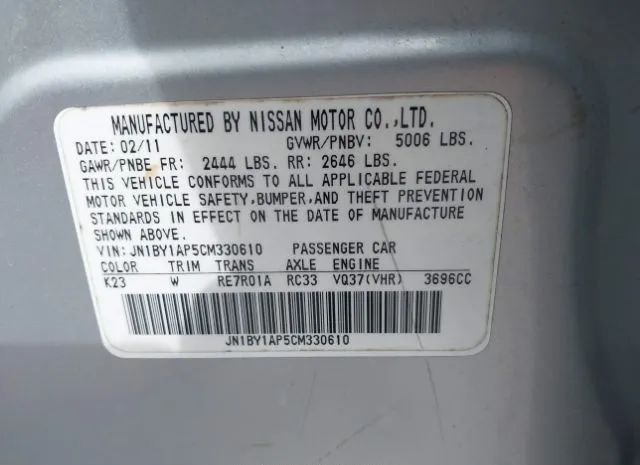 MANUFACTURED BY NISSAN MOTOR CO.,LTD.
DATE: 02/11 GVWR/PNBV: 5006 LBS.
GAWR/PNBE FR: 2444 LBS. RR: 2646 LBS.
THIS VEHICLE CONFORMS TO ALL APPLICABLE FEDERAL
MOTOR VEHICLE SAFETY,BUMPER,AND THEFT PREVENTION
STANDARDS IN EFFECT ON THE DATE OF MANUFACTURE
SHOWN ABOVE.
VIN:JN1BY1AP5CM330610 PASSENGER CAR
COLOR TRIM TRANS AXLE ENGINE
K23 W RE7R01A RC33 VQ37(VHR) 3696CC
JN1BY1AP5CM330610